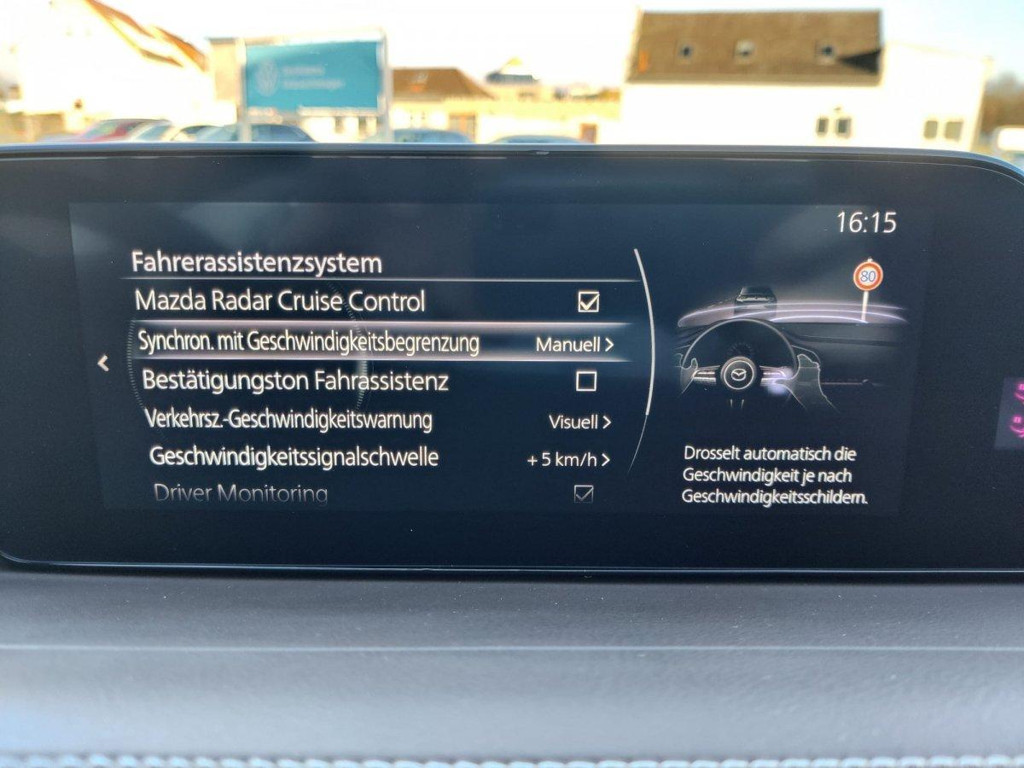 16:15
Fahrerassistenzsystem
Mazda Radar Cruise Control
Synchron. mit Geschwindigkeitsbegrenzung Manuell
Bestätigungston Fahrassistenz
Verkehrsz.-Geschwindigkeitswarnung Visuell
Geschwindigkeitssignalschwelle +5 km/h
Driver Monitoring
80
Drosselt automatisch die
Geschwindigkeit je nach
Geschwindigkeitsschildern.